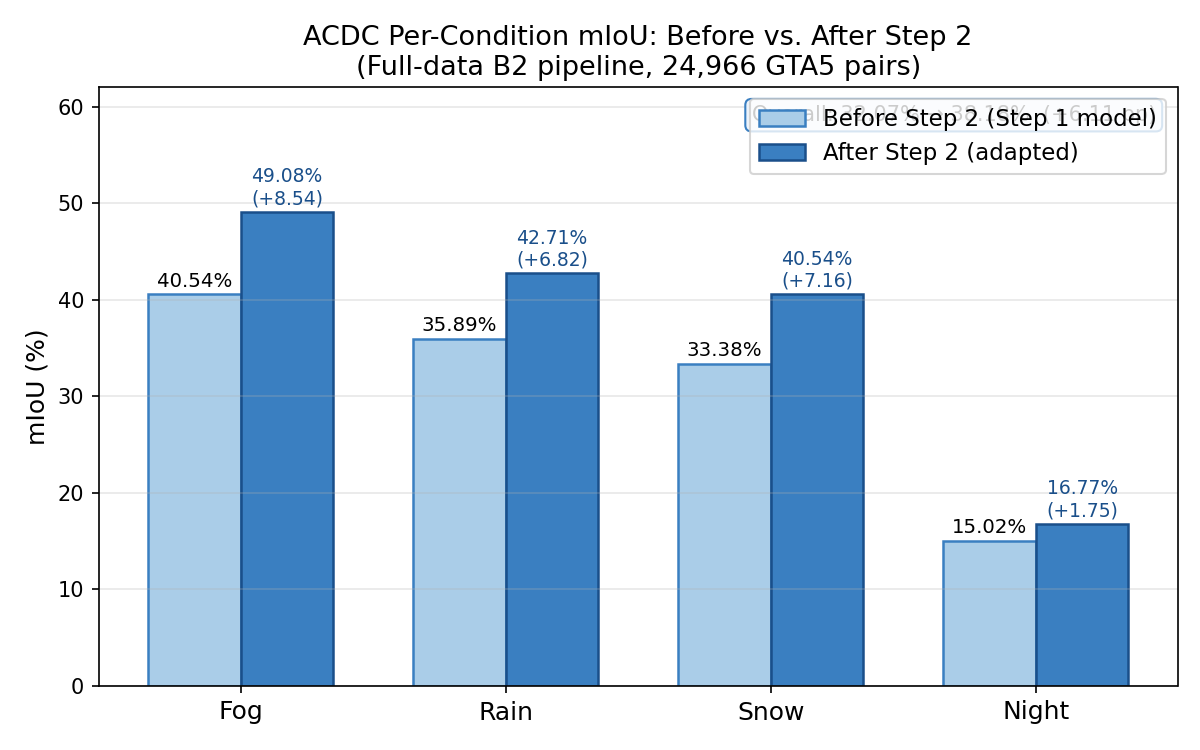 ACDC Per-Condition mIoU: Before vs. After Step 2
(Full-data B2 pipeline, 24,966 GTA5 pairs)
mIoU (%)
60
50
40
30
20
10
0
Before Step 2 (Step 1 model)
After Step 2 (adapted)
40.54%
49.08%
(+8.54)
35.89%
42.71%
(+6.82)
33.38%
40.54%
(+7.16)
15.02%
16.77%
(+1.75)
Fog
Rain
Snow
Night